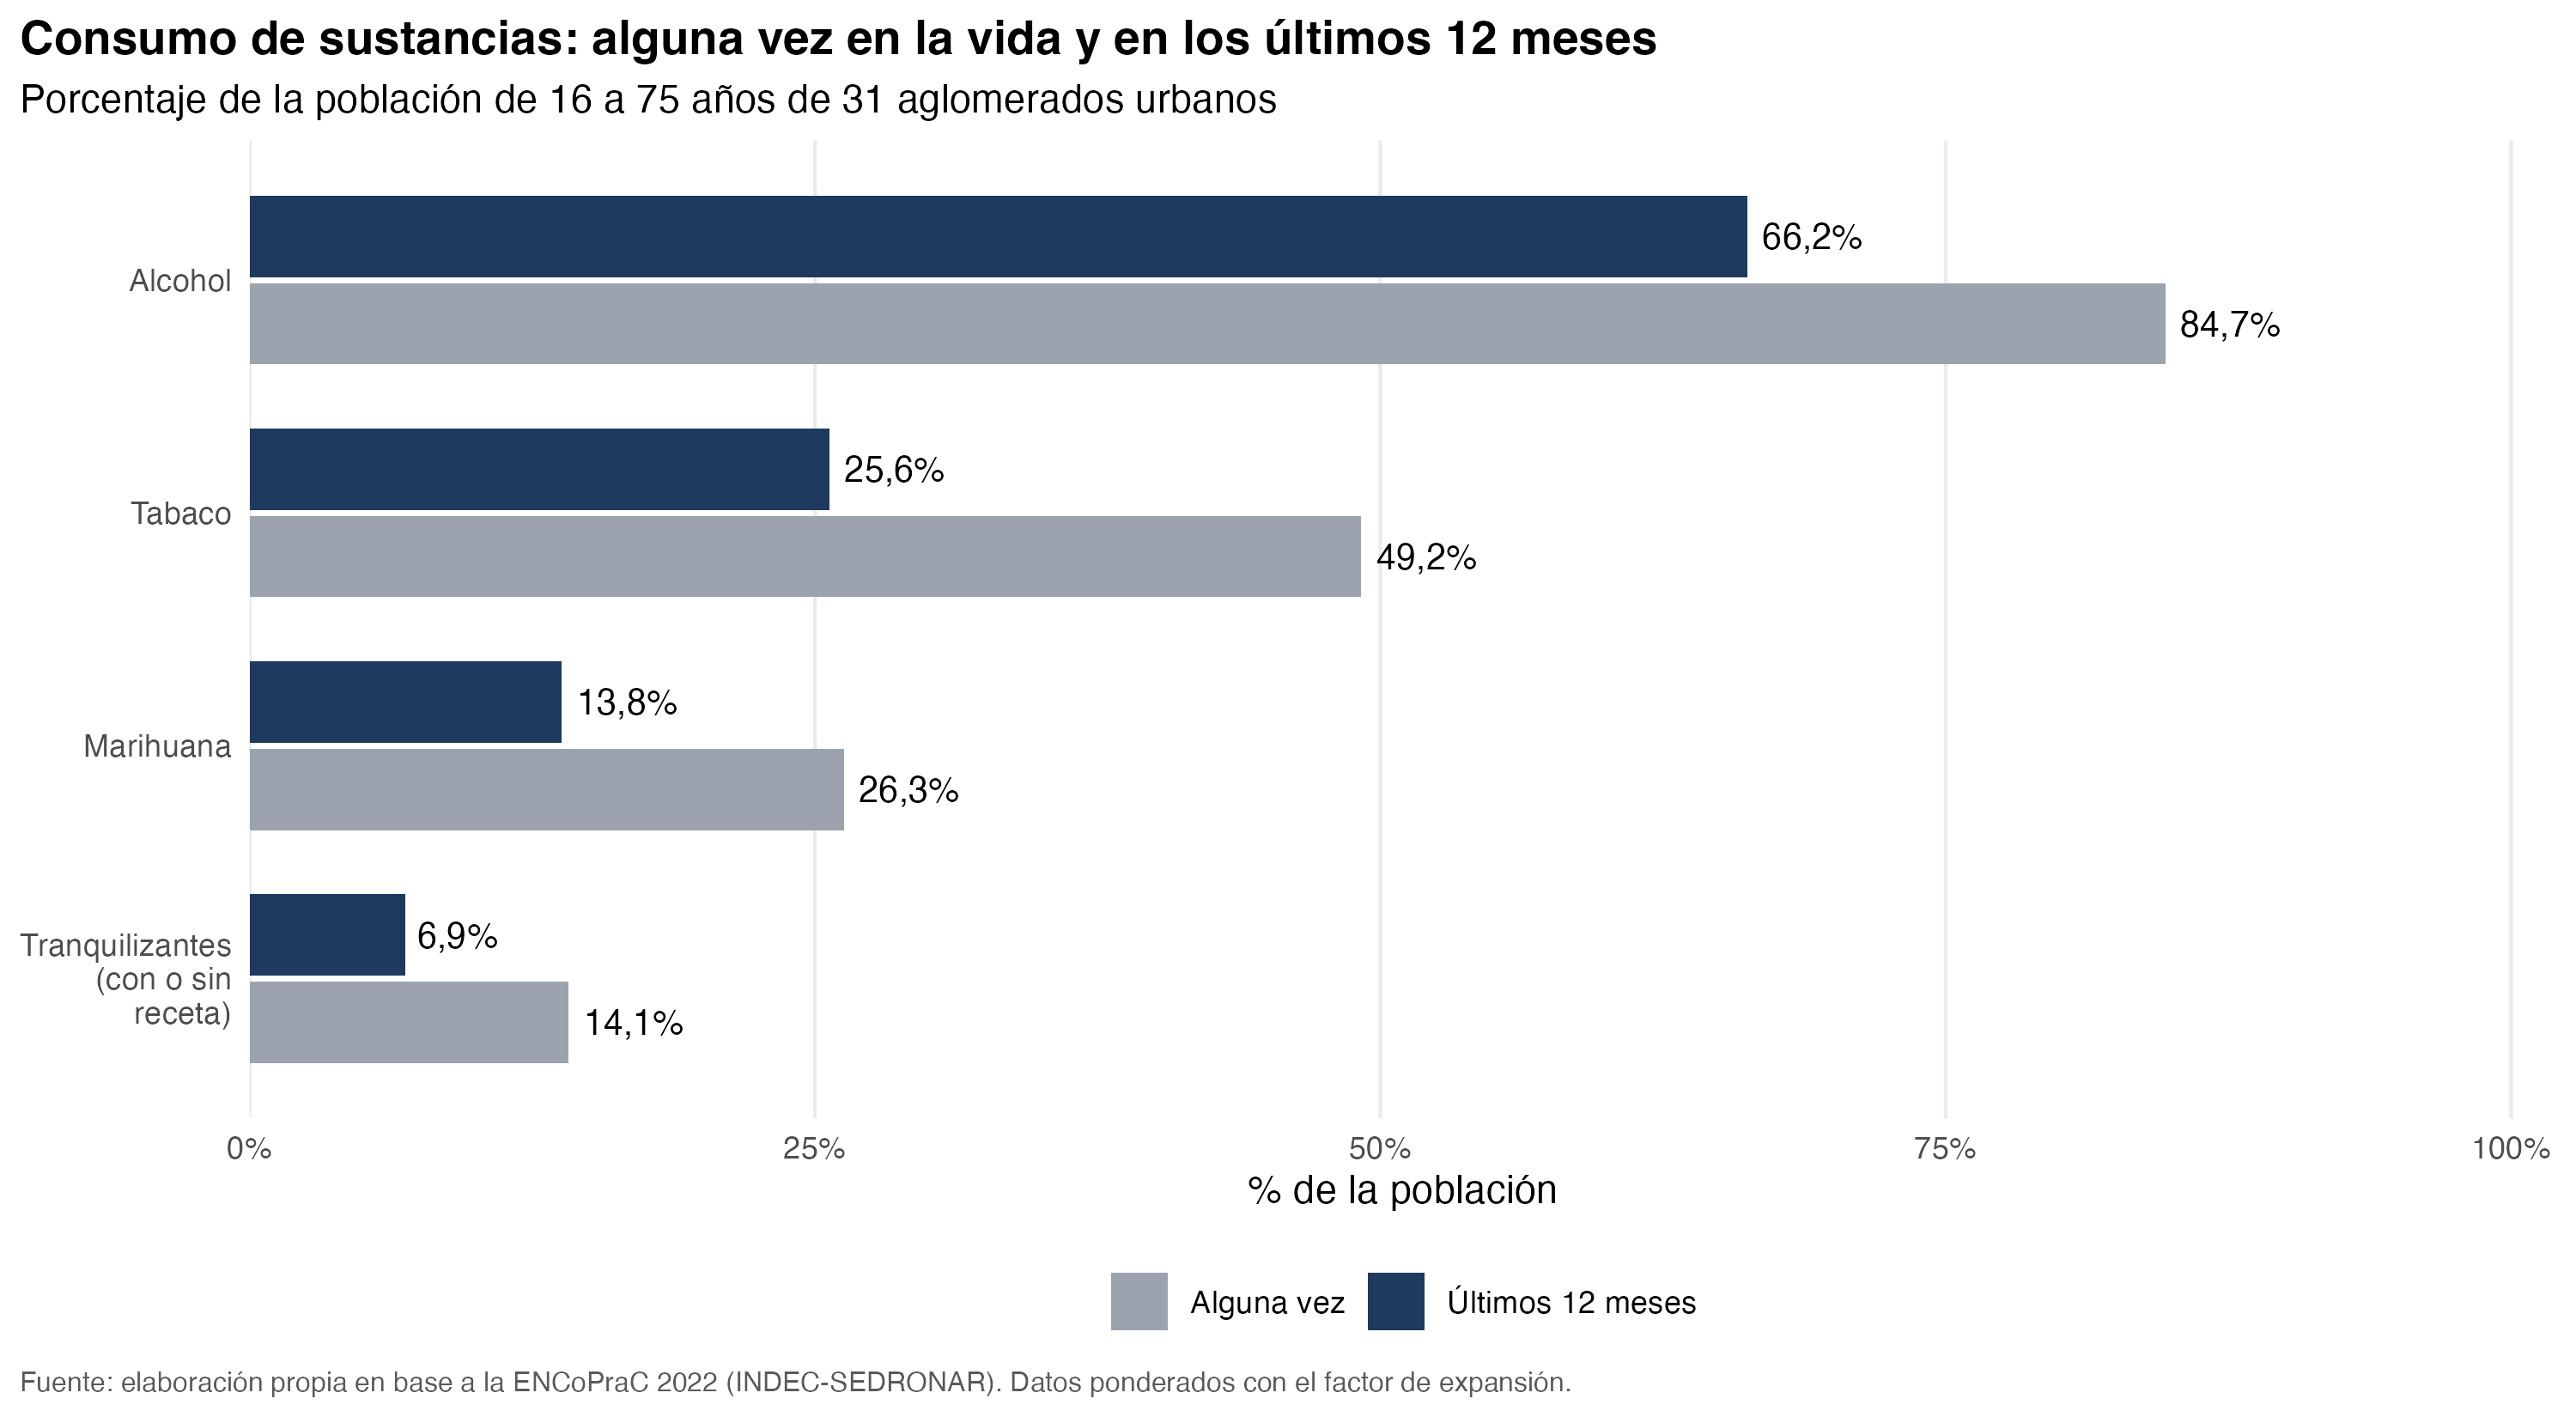 Consumo de sustancias: alguna vez en la vida y en los últimos 12 meses
Porcentaje de la población de 16 a 75 años de 31 aglomerados urbanos
Alcohol
66,2%
84,7%
Tabaco
25,6%
49,2%
Marihuana
13,8%
26,3%
Tranquilizantes
(con o sin
receta)
6,9%
14,1%
0% 25% 50% 75% 100%
% de la población
Alguna vez Últimos 12 meses
Fuente: elaboración propia en base a la ENCoPraC 2022 (INDEC-SEDRONAR). Datos ponderados con el factor de expansión.